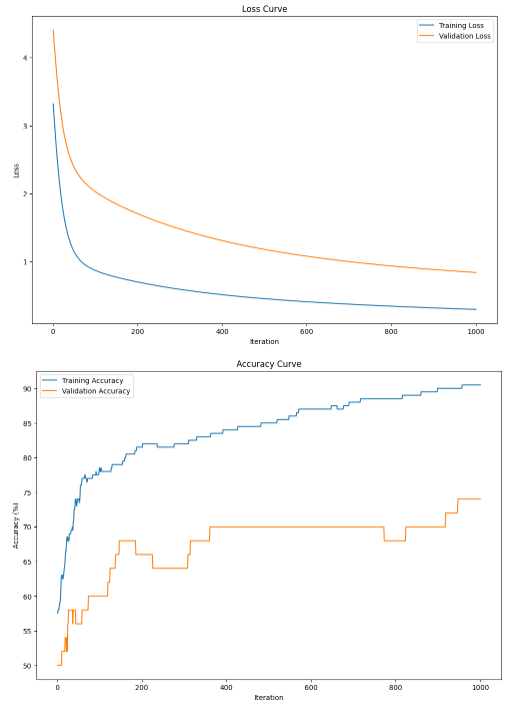 Loss Curve
Training Loss
Validation Loss
4
3
2
1
Loss
0
200
400
600
800
1000
Iteration
Accuracy Curve
Training Accuracy
Validation Accuracy
90
85
80
75
70
65
60
55
50
Accuracy (%)
0
200
400
600
800
1000
Iteration